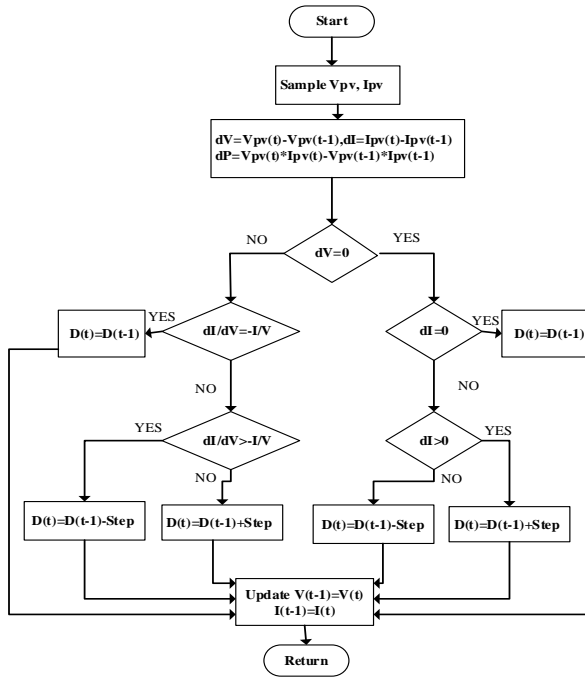 Start
Sample Vpv, Ipv
dV=Vpv(t)-Vpv(t-1),dI=Ipv(t)-Ipv(t-1)
dP=Vpv(t)*Ipv(t)-Vpv(t-1)*Ipv(t-1)
NO
YES
dV=0
D(t)=D(t-1)
YES
dI/dV=-I/V
dI=0
YES
D(t)=D(t-1)
NO
NO
YES
dI/dV>-I/V
dI>0
YES
NO
NO
D(t)=D(t-1)-Step
D(t)=D(t-1)+Step
D(t)=D(t-1)-Step
D(t)=D(t-1)+Step
Update V(t-1)=V(t)
I(t-1)=I(t)
Return